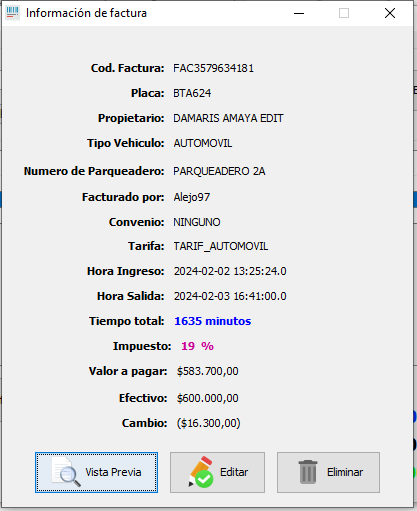 Información de factura
Cod. Factura: FAC3579634181
Placa: BTA624
Propietario: DAMARIS AMAYA EDIT
Tipo Vehiculo: AUTOMOVIL
Numero de Parqueadero: PARQUEADERO 2A
Facturado por: Alejo97
Convenio: NINGUNO
Tarifa: TARIF_AUTOMOVIL
Hora Ingreso: 2024-02-02 13:25:24.0
Hora Salida: 2024-02-03 16:41:00.0
Tiempo total: 1635 minutos
Impuesto: 19 %
Valor a pagar: $583.700,00
Efectivo: $600.000,00
Cambio: ($16.300,00)
Vista Previa Editar Eliminar